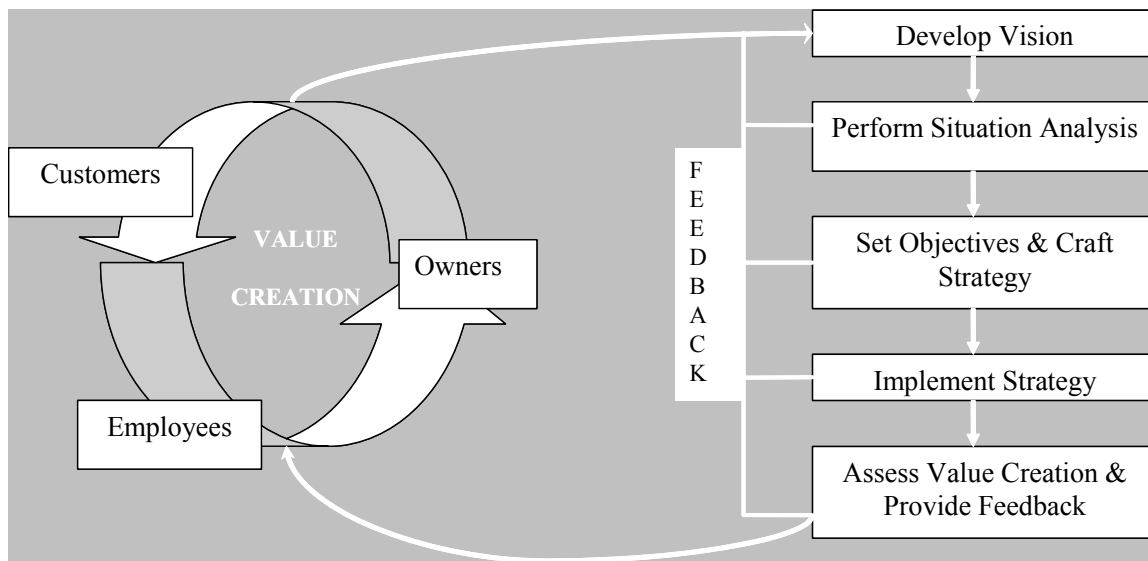 Customers
VALUE
CREATION
Owners
Employees
F
E
E
D
B
A
C
K
Develop Vision
Perform Situation Analysis
Set Objectives & Craft
Strategy
Implement Strategy
Assess Value Creation &
Provide Feedback